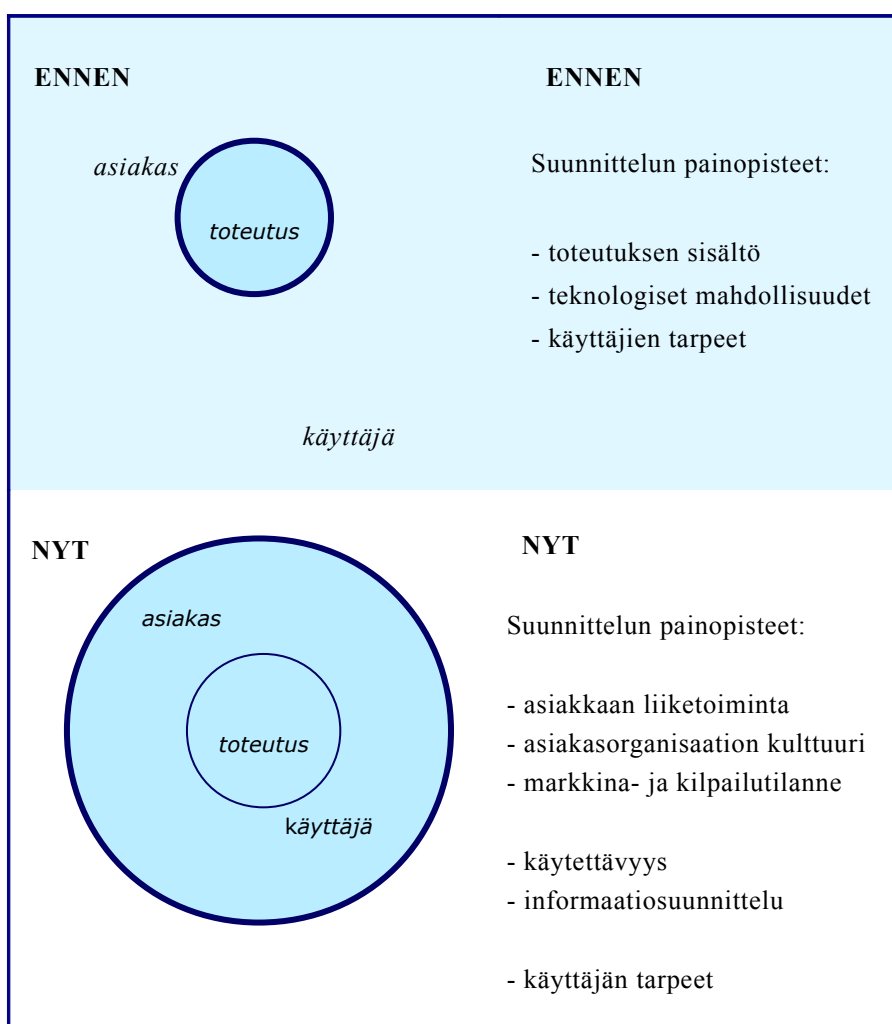 ENNEN
asiakas
toteutus
käyttäjä
ENNEN
Suunnittelun painopisteet:
- toteutuksen sisältö
- teknologiset mahdollisuudet
- käyttäjien tarpeet
NYT
asiakas
toteutus
käyttäjä
NYT
Suunnittelun painopisteet:
- asiakkaan liiketoiminta
- asiakasorganisaation kulttuuri
- markkina- ja kilpailutilanne
- käytettävyys
- informaatiosuunnittelu
- käyttäjän tarpeet